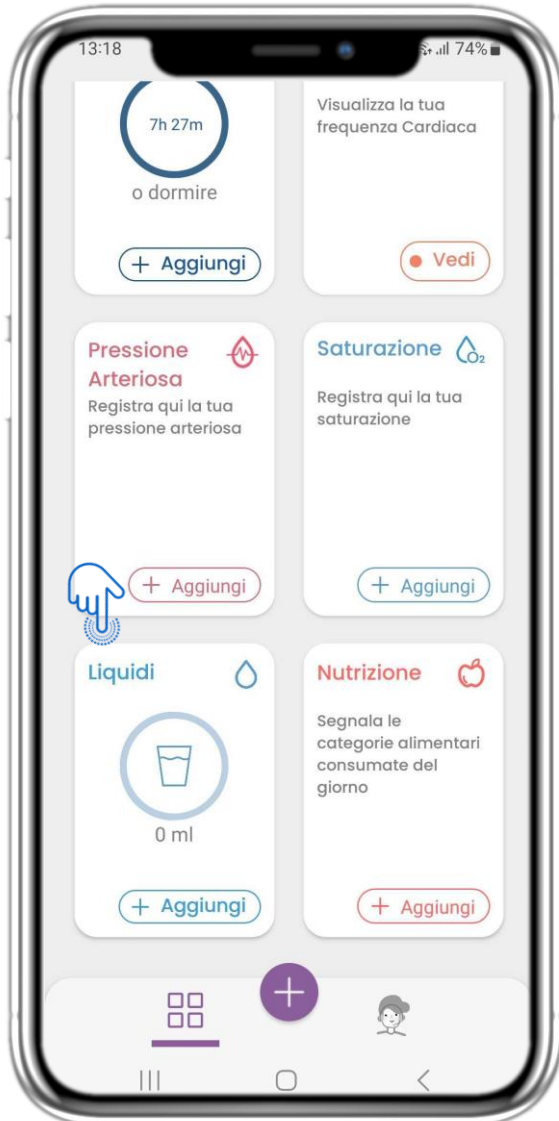 13:18
74%
7h 27m
o dormire
+ Aggiungi
Visualizza la tua
frequenza Cardiaca
Vedi
Pressione
Arteriosa
Registra qui la tua
pressione arteriosa
+ Aggiungi
Saturazione
O₂
Registra qui la tua
saturazione
+ Aggiungi
Liquidi
0 ml
+ Aggiungi
Nutrizione
Segnala le
categorie alimentari
consumate del
giorno
+ Aggiungi